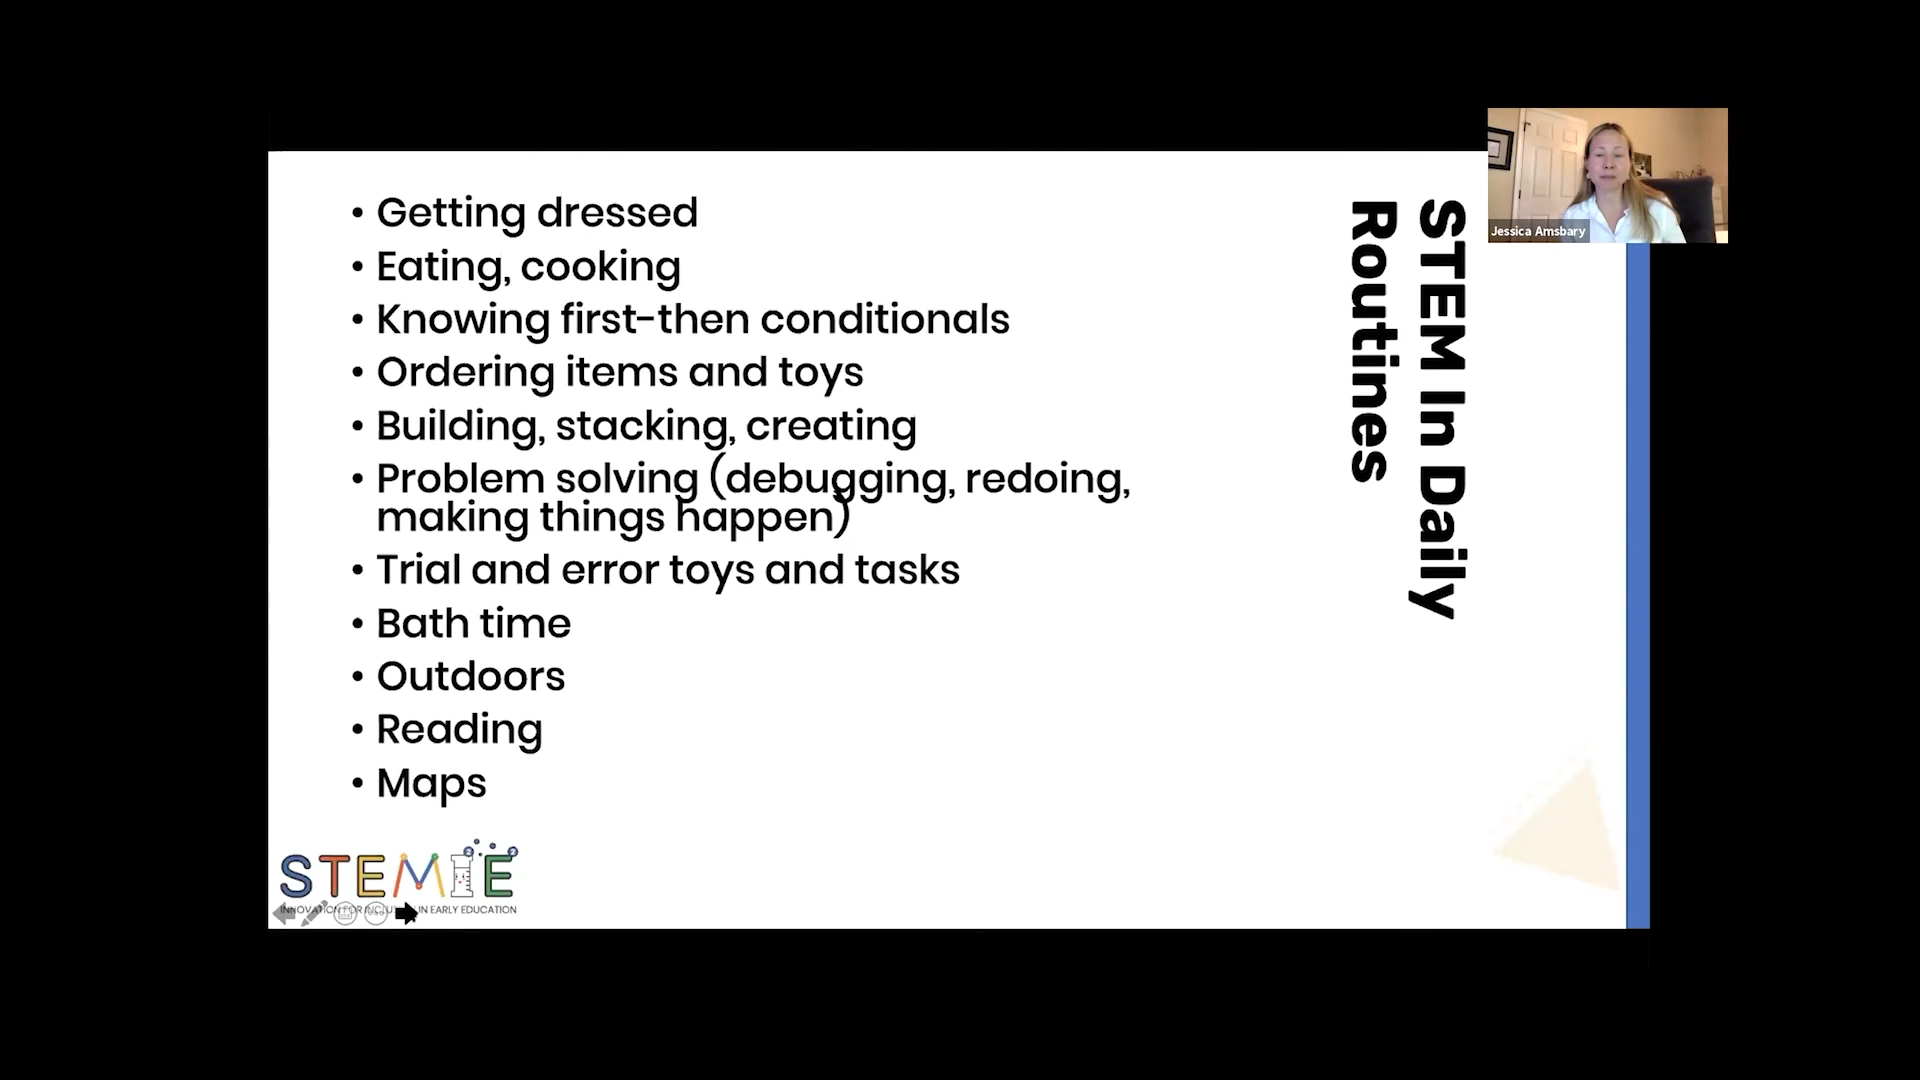 • Getting dressed
• Eating, cooking
• Knowing first-then conditionals
• Ordering items and toys
• Building, stacking, creating
• Problem solving (debugging, redoing,
making things happen)
• Trial and error toys and tasks
• Bath time
• Outdoors
• Reading
• Maps
STEM In Daily
Routines
Jessica Amsbary
STEMIE
INNOVATION FOR IN EARLY EDUCATION